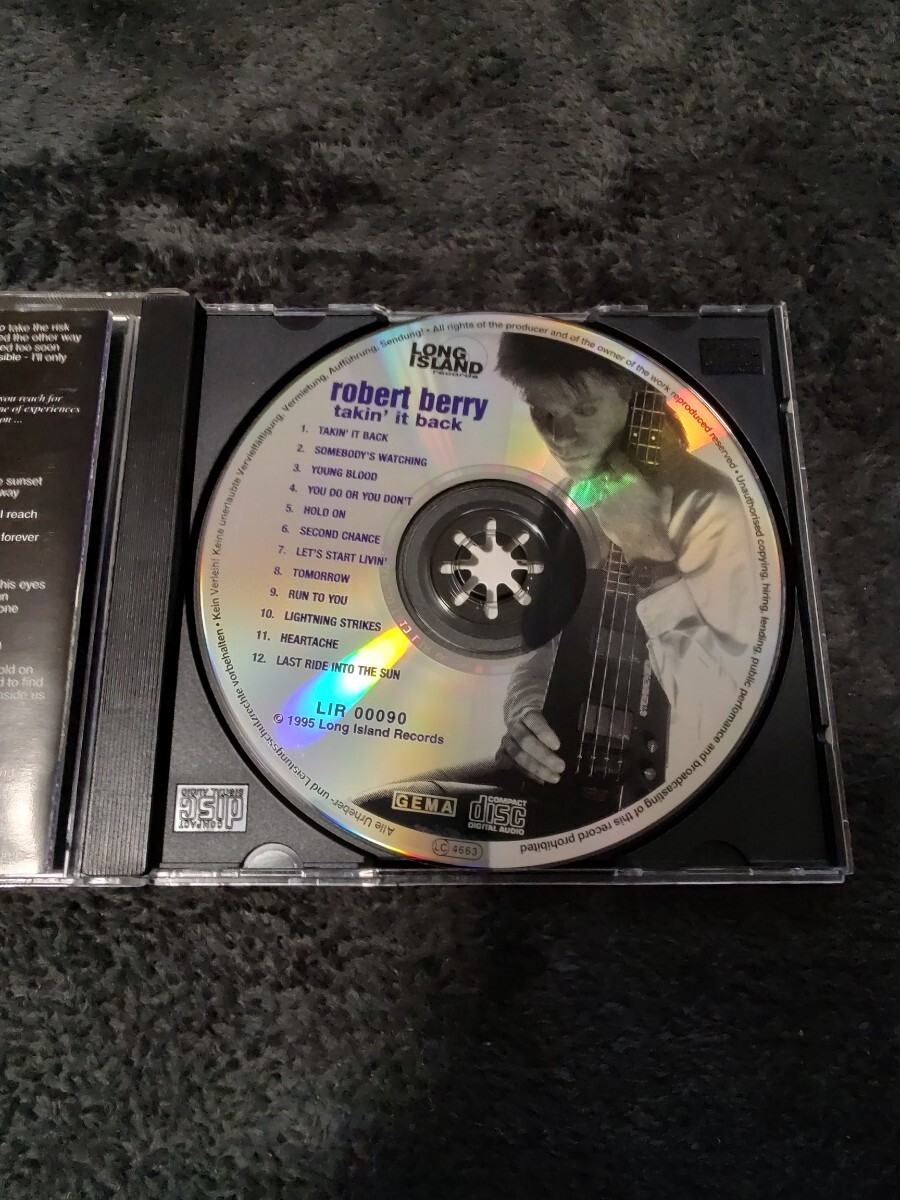 o take the risk
ed the other way
ed too soon
sible - I'll only
you reach for
me of experiences
on ...
e sunset
way
I reach
forever
his eyes
n
one
old on
d to find
nside us
LONG
ISLAND
records
robert berry
takin' it back
1. TAKIN' IT BACK
2. SOMEBODY'S WATCHING
3. YOUNG BLOOD
4. YOU DO OR YOU DON'T
5. HOLD ON
6. SECOND CHANCE
7. LET'S START LIVIN'
8. TOMORROW
9. RUN TO YOU
10. LIGHTNING STRIKES
11. HEARTACHE
12. LAST RIDE INTO THE SUN
LIR 00090
© 1995 Long Island Records
GEMA
COMPACT
disc
DIGITAL AUDIO
LC 4663
Alle Urheber- und Leistungsschutzrechte vorbehalten • Kein Verleih! Keine unerlaubte Vervielfältigung, Vermietung, Aufführung, Sendung! • All rights of the producer and of the owner of the work reproduced reserved • Unauthorised copying, hiring, lending, public perfomance and broadcasting of this record prohibited
COMPACT
disc
DIGITAL AUDIO